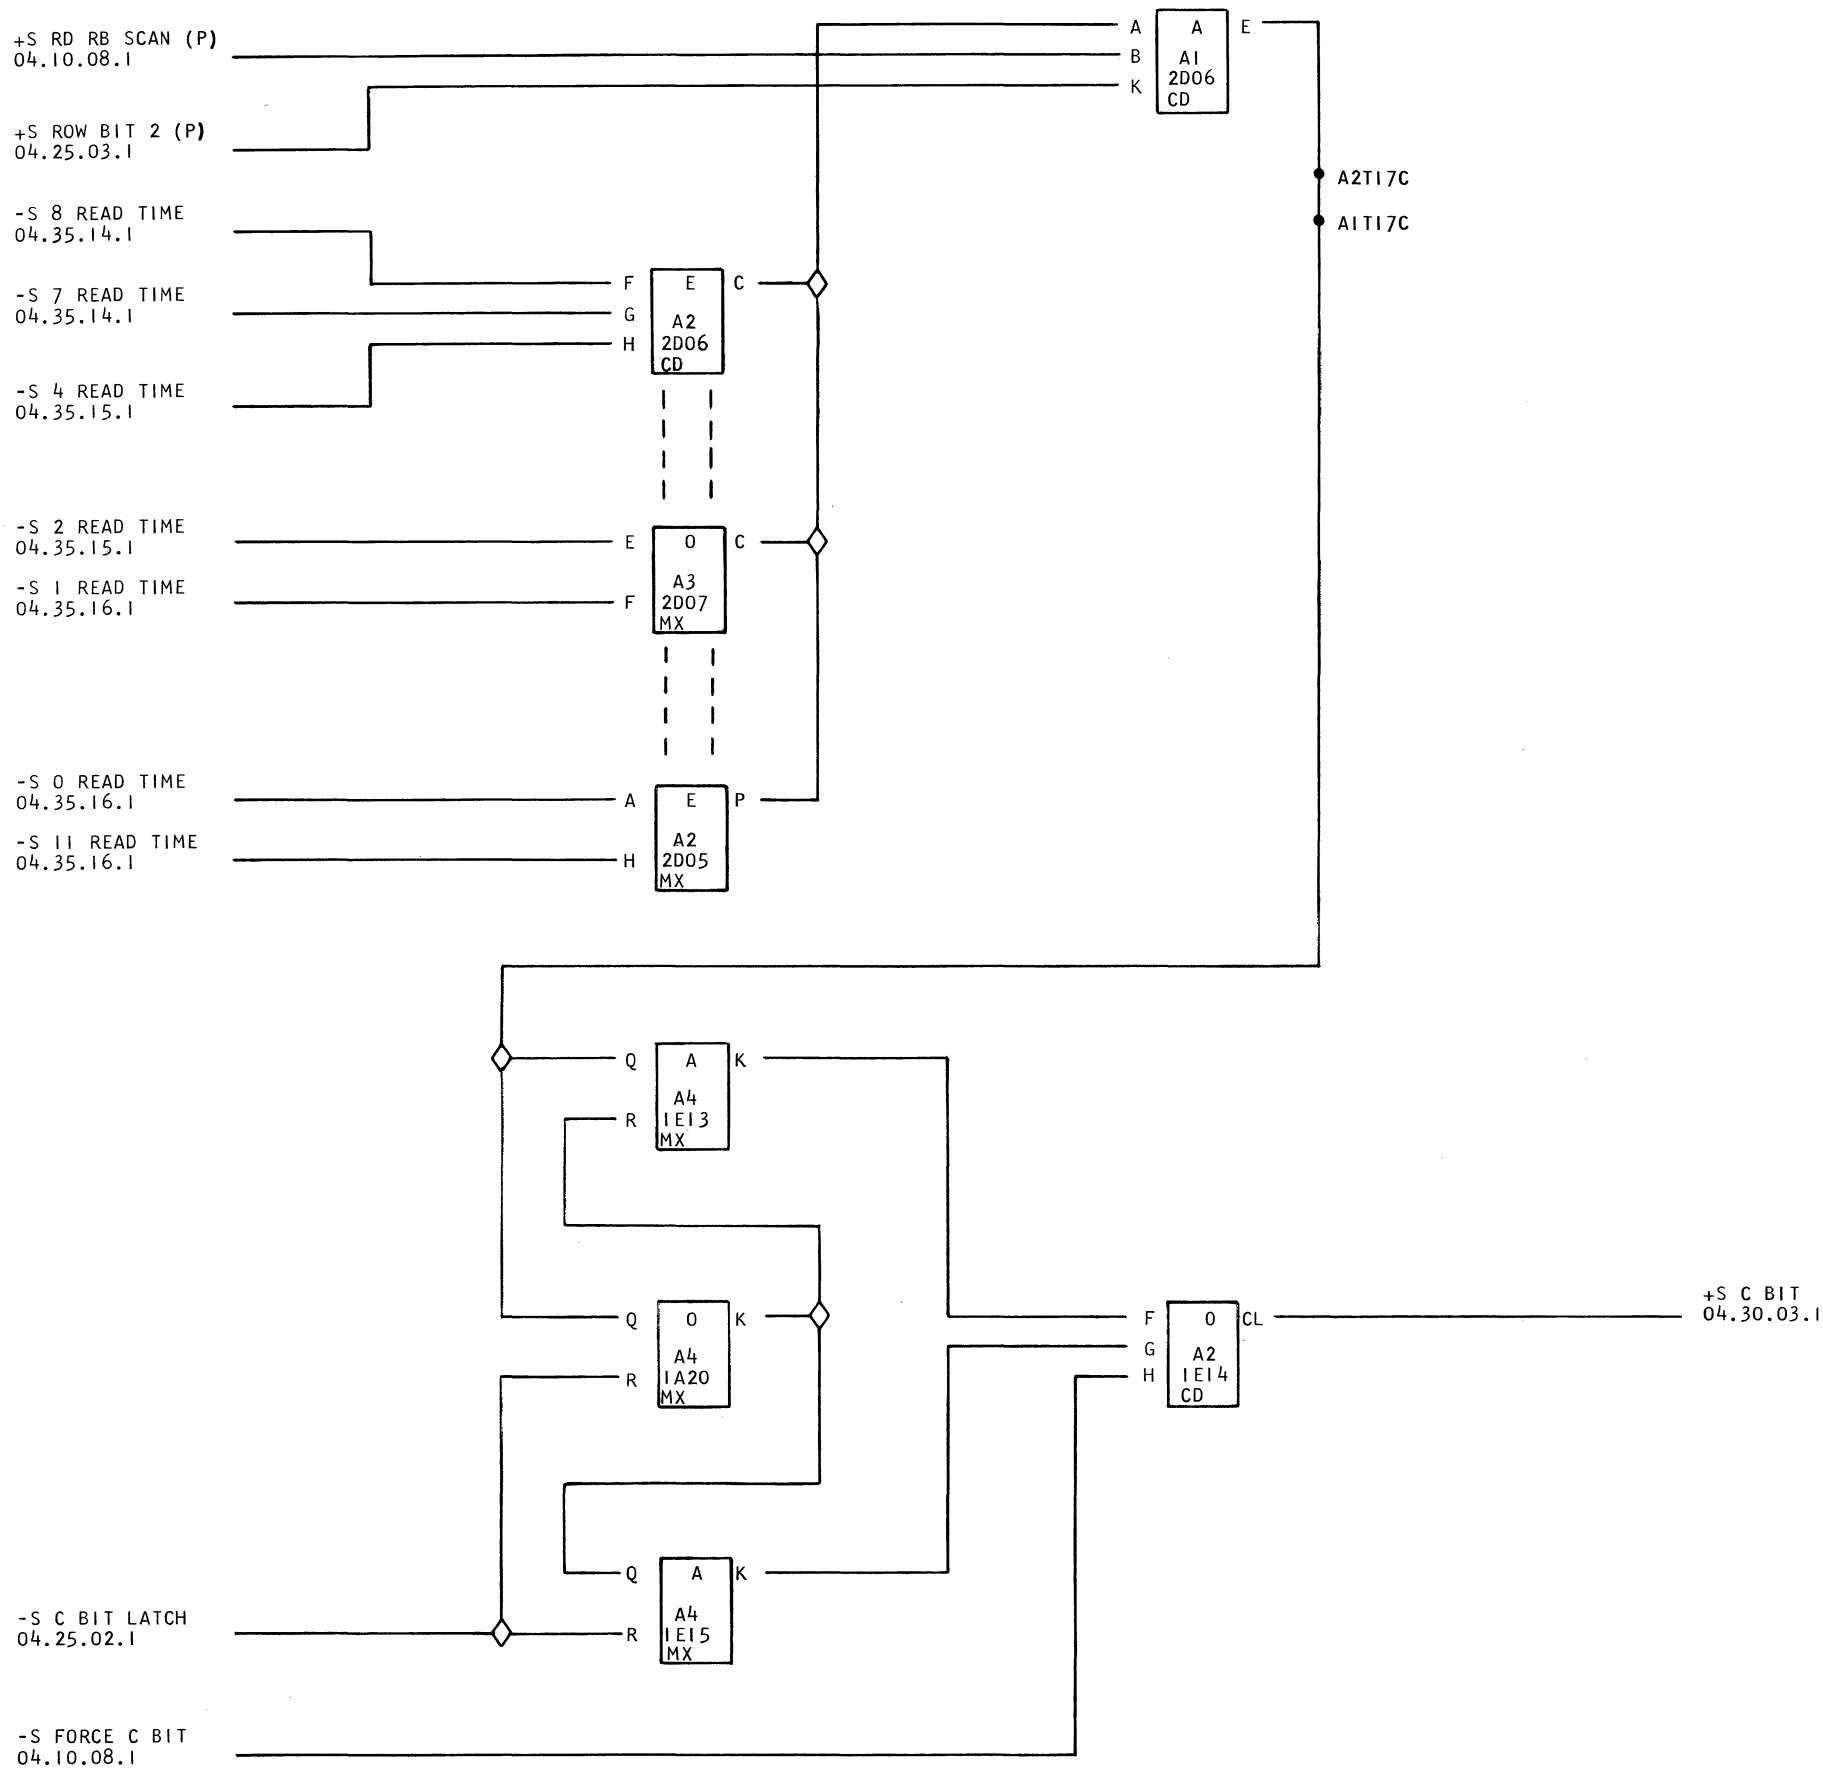 +S RD RB SCAN (P)
04.10.08.1
+S ROW BIT 2 (P)
04.25.03.1
-S 8 READ TIME
04.35.14.1
-S 7 READ TIME
04.35.14.1
-S 4 READ TIME
04.35.15.1
-S 2 READ TIME
04.35.15.1
-S 1 READ TIME
04.35.16.1
-S 0 READ TIME
04.35.16.1
-S 11 READ TIME
04.35.16.1
-S C BIT LATCH
04.25.02.1
-S FORCE C BIT
04.10.08.1
A A E
B A1
2D06
K CD
A2T17C
A1T17C
F E C
G A2
H 2D06
CD
E O C
A3
F 2D07
MX
A E P
A2
H 2D05
MX
Q A K
A4
R 1E13
MX
Q O K
A4
R 1A20
MX
Q A K
A4
R 1E15
MX
F O CL
G A2
H 1E14
CD
+S C BIT
04.30.03.1